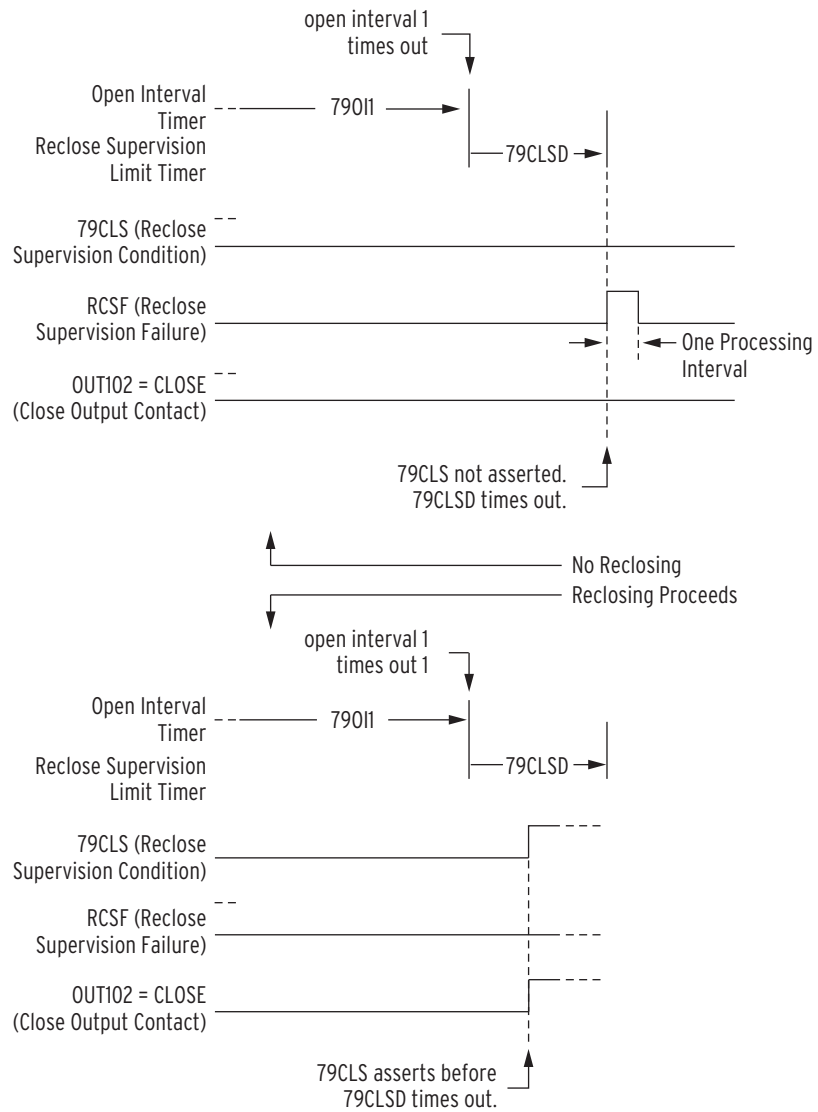 open interval 1
times out
Open Interval
Timer
79OI1
Reclose Supervision
Limit Timer
79CLSD
79CLS (Reclose
Supervision Condition)
RCSF (Reclose
Supervision Failure)
One Processing
Interval
OUT102 = CLOSE
(Close Output Contact)
79CLS not asserted.
79CLSD times out.
No Reclosing
Reclosing Proceeds
open interval 1
times out 1
Open Interval
Timer
79OI1
Reclose Supervision
Limit Timer
79CLSD
79CLS (Reclose
Supervision Condition)
RCSF (Reclose
Supervision Failure)
OUT102 = CLOSE
(Close Output Contact)
79CLS asserts before
79CLSD times out.